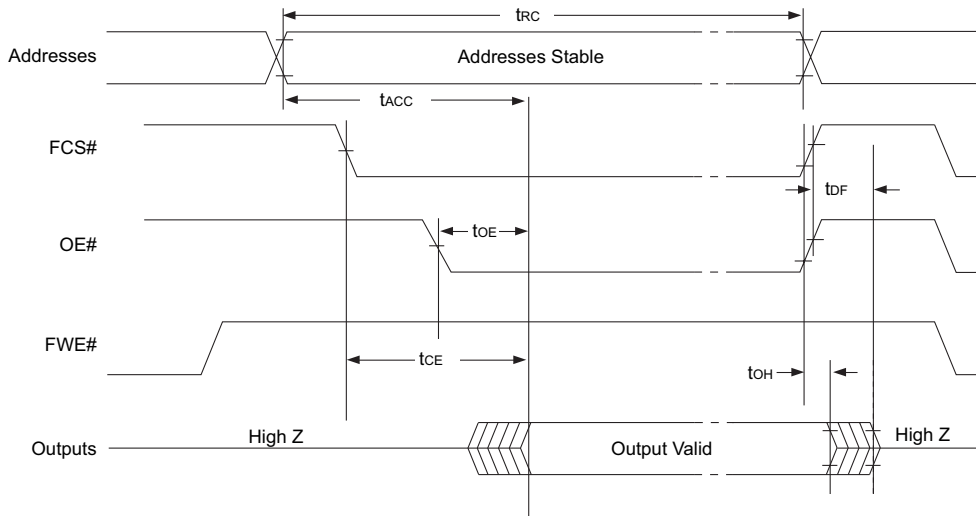 tRC
Addresses
Addresses Stable
tACC
FCS#
tDF
OE#
tOE
FWE#
tCE
tOH
Outputs
High Z
Output Valid
High Z